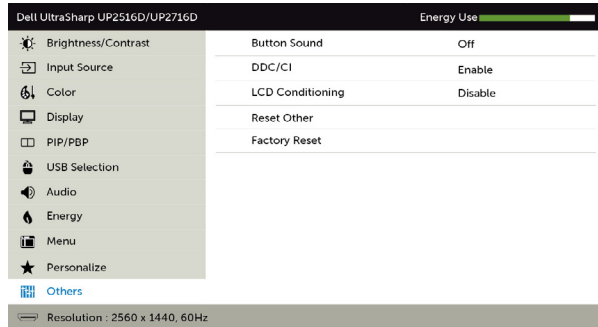 Dell UltraSharp UP2516D/UP2716D Energy Use
Brightness/Contrast Button Sound Off
Input Source DDC/CI Enable
Color LCD Conditioning Disable
Display Reset Other
PIP/PBP Factory Reset
USB Selection
Audio
Energy
Menu
Personalize
Others
Resolution : 2560 x 1440, 60Hz